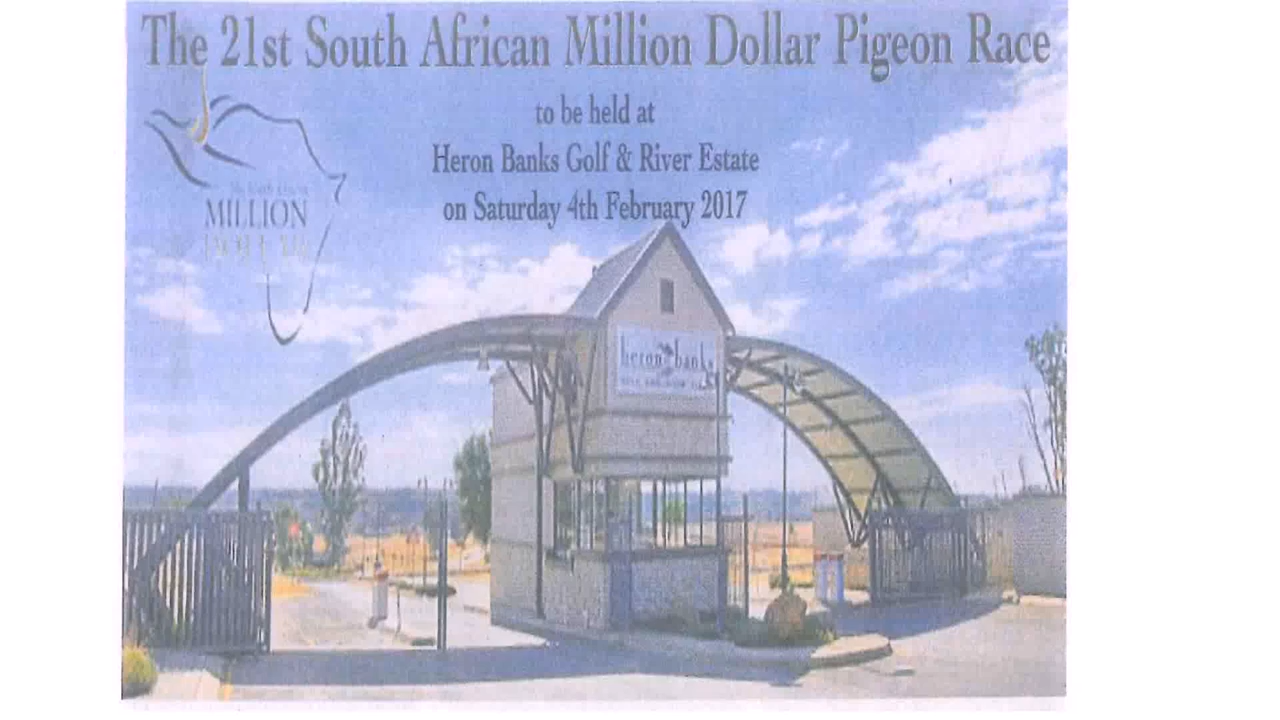 The 21st South African Million Dollar Pigeon Race
to be held at
Heron Banks Golf & River Estate
on Saturday 4th February 2017
MILLION
DOLLAR
heron banks